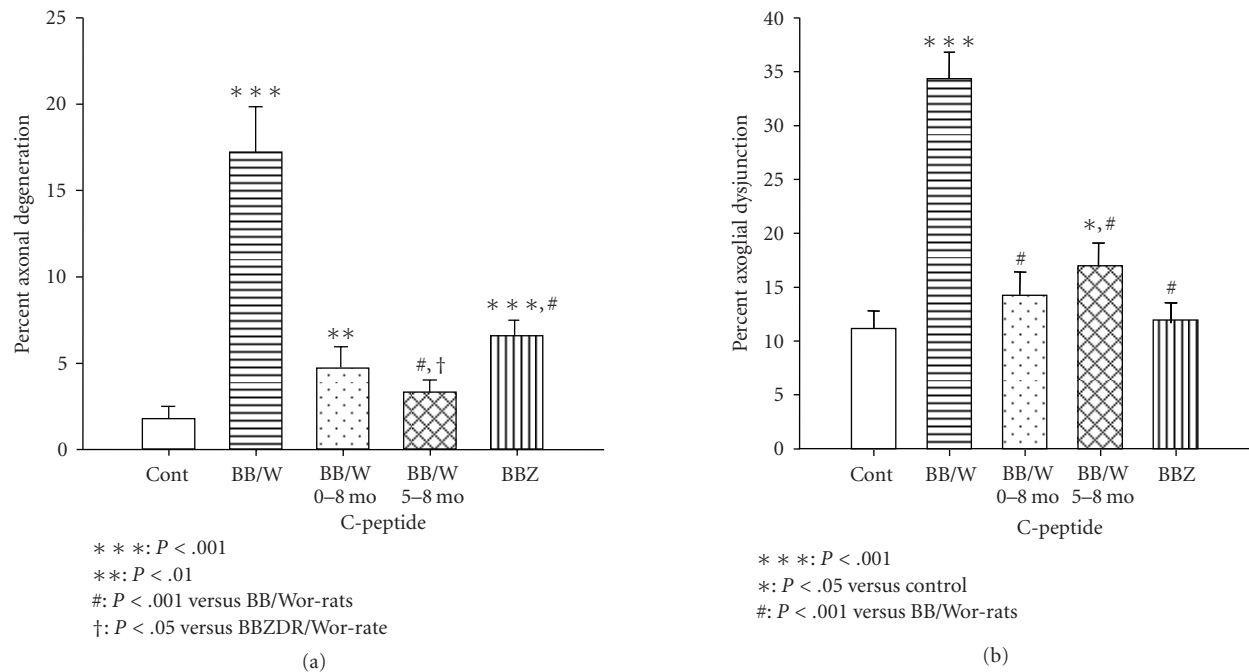 Percent axonal degeneration
25
20
15
10
5
0
∗ ∗ ∗
∗∗
#, †
∗ ∗ ∗, #
Cont
BB/W
BB/W
0–8 mo
BB/W
5–8 mo
BBZ
C-peptide
∗ ∗ ∗: P < .001
∗∗: P < .01
#: P < .001 versus BB/Wor-rats
†: P < .05 versus BBZDR/Wor-rate
(a)
Percent axoglial dysjunction
40
35
30
25
20
15
10
5
0
∗ ∗ ∗
#
∗, #
#
Cont
BB/W
BB/W
0–8 mo
BB/W
5–8 mo
BBZ
C-peptide
∗ ∗ ∗: P < .001
∗: P < .05 versus control
#: P < .001 versus BB/Wor-rats
(b)